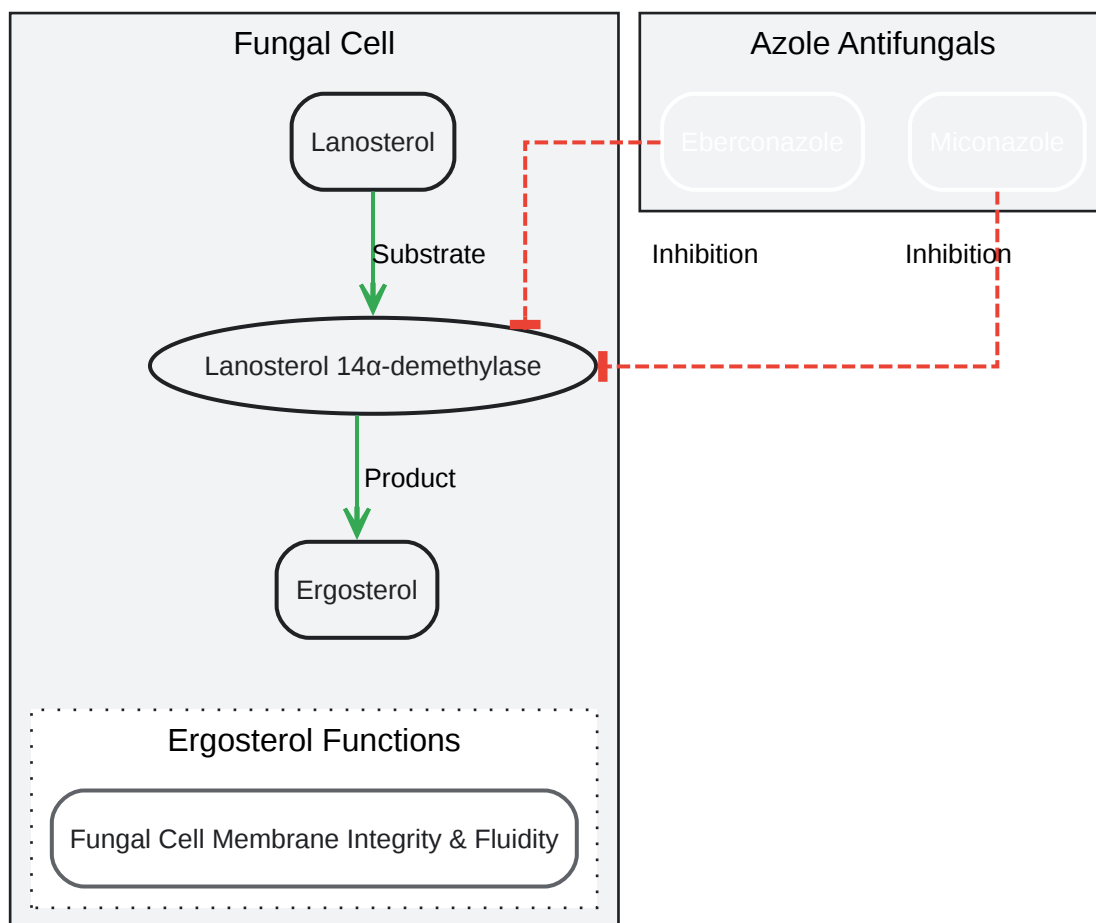 Fungal Cell
Azole Antifungals
Lanosterol
Eberconazole
Miconazole
Substrate
Inhibition
Inhibition
Lanosterol 14α-demethylase
Product
Ergosterol
Ergosterol Functions
Fungal Cell Membrane Integrity & Fluidity